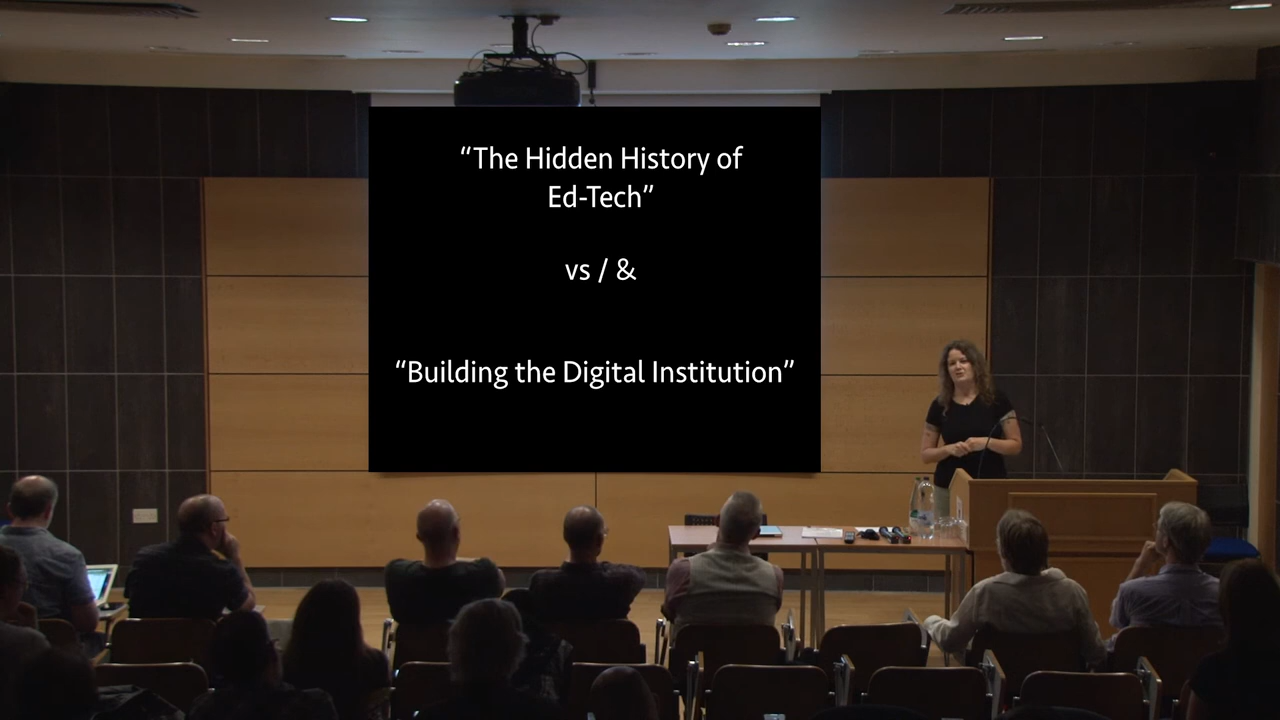 “The Hidden History of
Ed-Tech”
vs / &
“Building the Digital Institution”